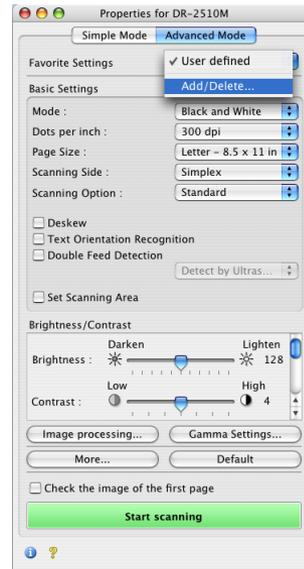 Properties for DR-2510M
Simple Mode Advanced Mode
Favorite Settings ✓ User defined
Add/Delete...
Basic Settings
Mode : Black and White
Dots per inch : 300 dpi
Page Size : Letter - 8.5 x 11 in
Scanning Side : Simplex
Scanning Option : Standard
Deskew
Text Orientation Recognition
Double Feed Detection
Detect by Ultras...
Set Scanning Area
Brightness/Contrast
Darken Lighten
Brightness : 128
Low High
Contrast : 4
Image processing... Gamma Settings...
More... Default
Check the image of the first page
Start scanning